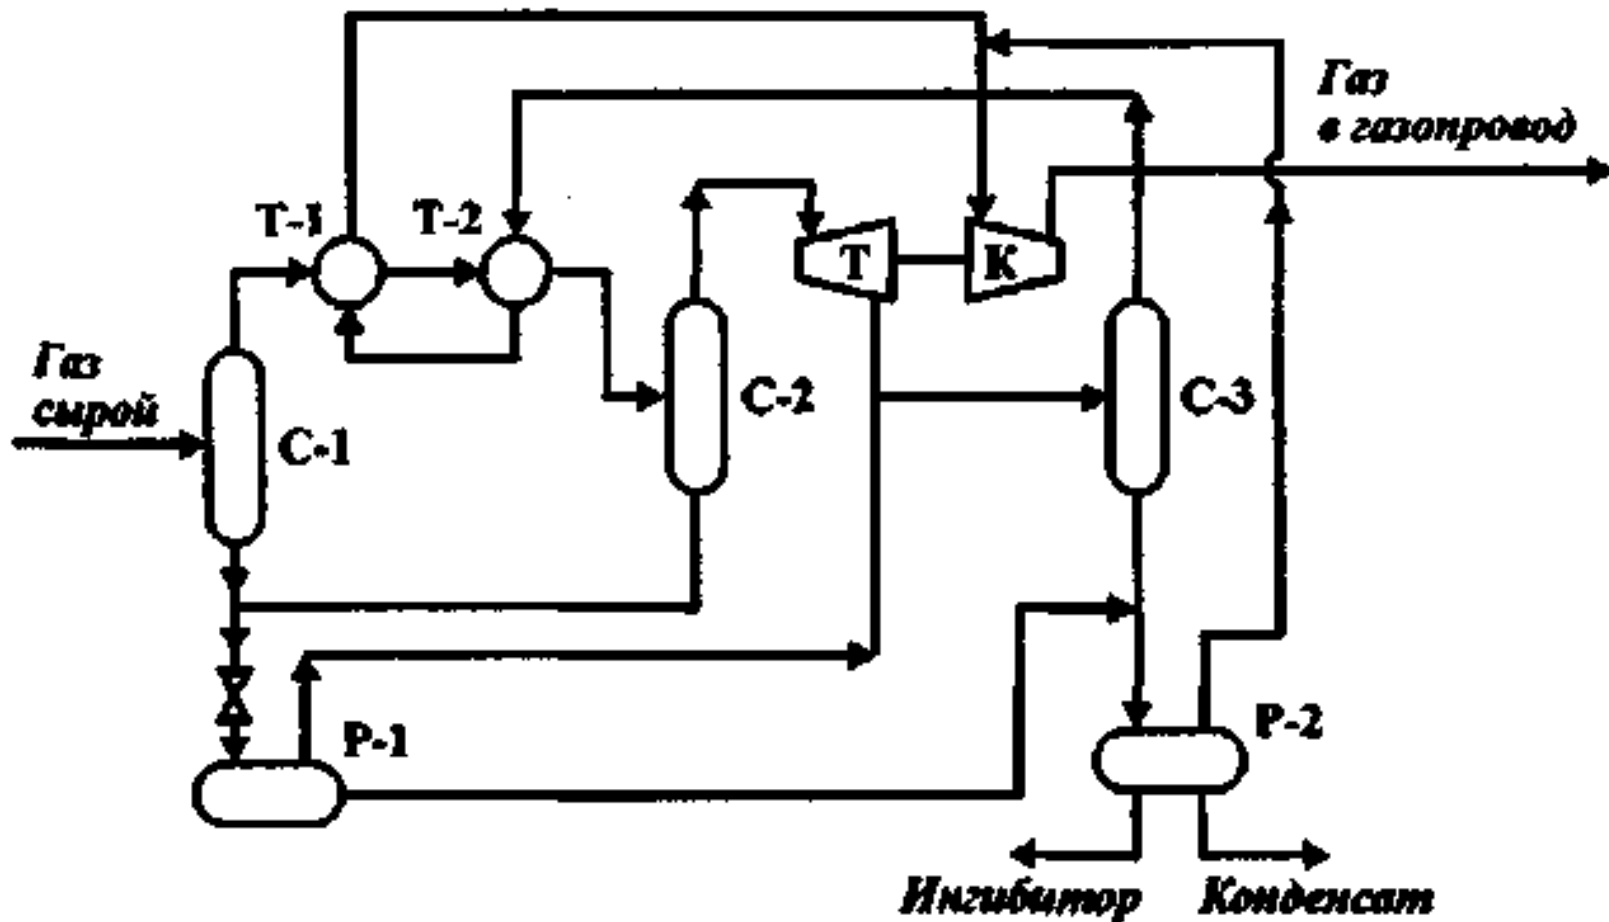 Газ
в газопровод
Т-1
Т-2
Т
К
Газ
сырой
С-1
С-2
С-3
Р-1
Р-2
Ингибитор
Конденсат